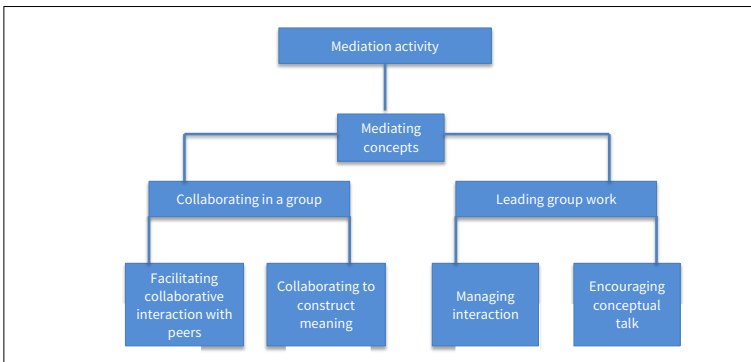 Mediation activity
Mediating
concepts
Collaborating in a group
Leading group work
Facilitating
collaborative
interaction with
peers
Collaborating to
construct
meaning
Managing
interaction
Encouraging
conceptual
talk